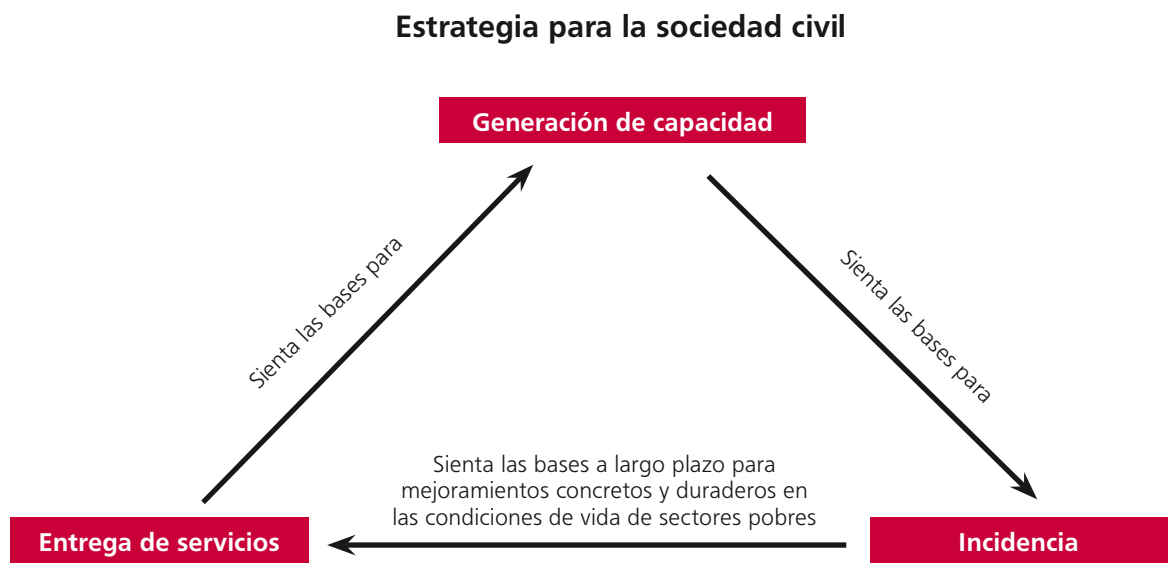 Estrategia para la sociedad civil
Generación de capacidad
Sienta las bases para
Sienta las bases para
Sienta las bases a largo plazo para
mejoramientos concretos y duraderos en
las condiciones de vida de sectores pobres
Entrega de servicios
Incidencia